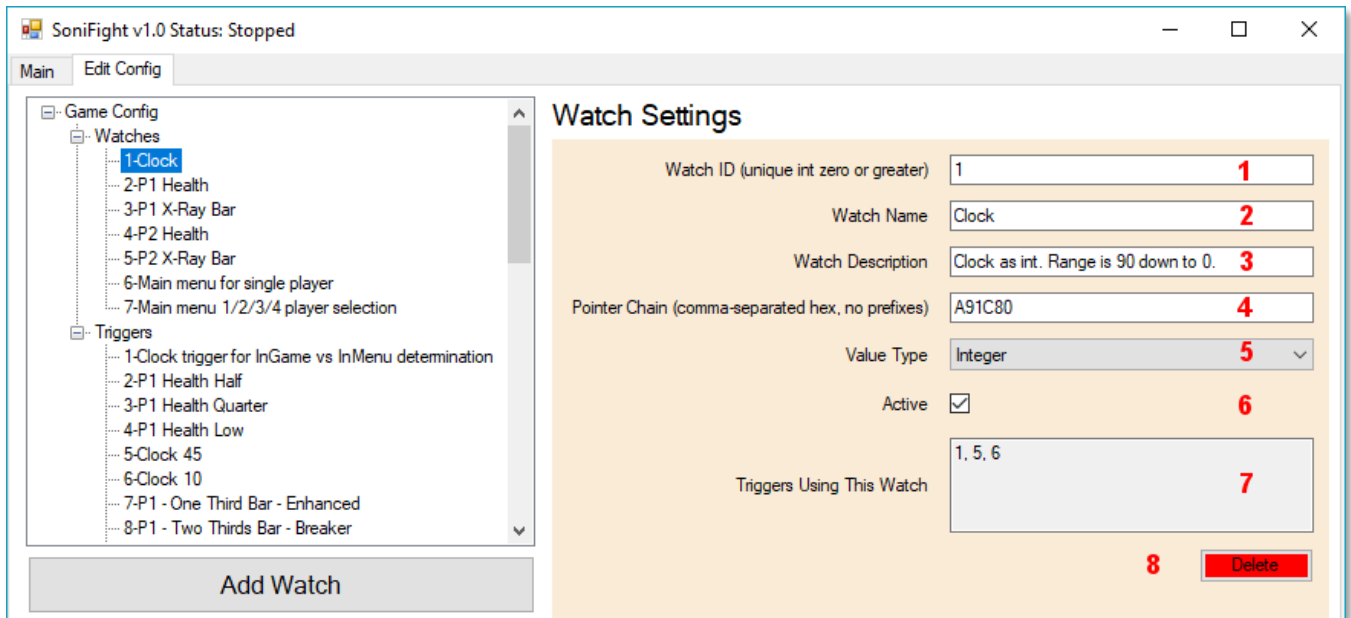 SoniFight v1.0 Status: Stopped
Main
Edit Config
Game Config
Watches
1-Clock
2-P1 Health
3-P1 X-Ray Bar
4-P2 Health
5-P2 X-Ray Bar
6-Main menu for single player
7-Main menu 1/2/3/4 player selection
Triggers
1-Clock trigger for InGame vs InMenu determination
2-P1 Health Half
3-P1 Health Quarter
4-P1 Health Low
5-Clock 45
6-Clock 10
7-P1 - One Third Bar - Enhanced
8-P1 - Two Thirds Bar - Breaker
Add Watch
Watch Settings
Watch ID (unique int zero or greater) 1 1
Watch Name Clock 2
Watch Description Clock as int. Range is 90 down to 0. 3
Pointer Chain (comma-separated hex, no prefixes) A91C80 4
Value Type Integer 5
Active 6
Triggers Using This Watch 1, 5, 6 7
8 Delete